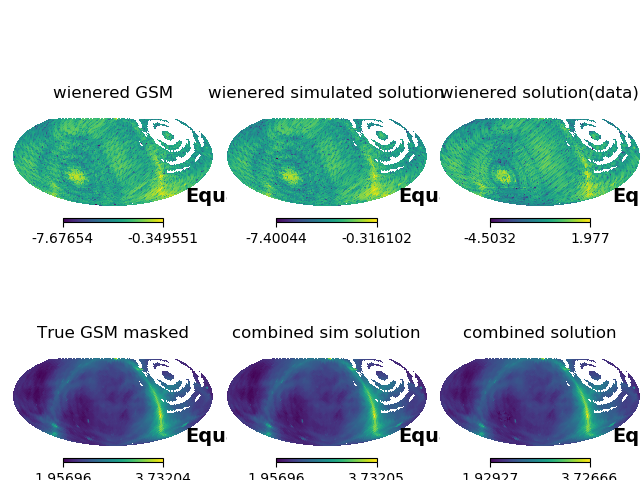 wienered GSM
wienered simulated solution
wienered solution(data)
Equ
Equ
Eq
-7.67654 -0.349551
-7.40044 -0.316102
-4.5032 1.977
True GSM masked
combined sim solution
combined solution
Equ
Equ
Eq
1.95696 3.73204
1.95696 3.73205
1.92927 3.72666